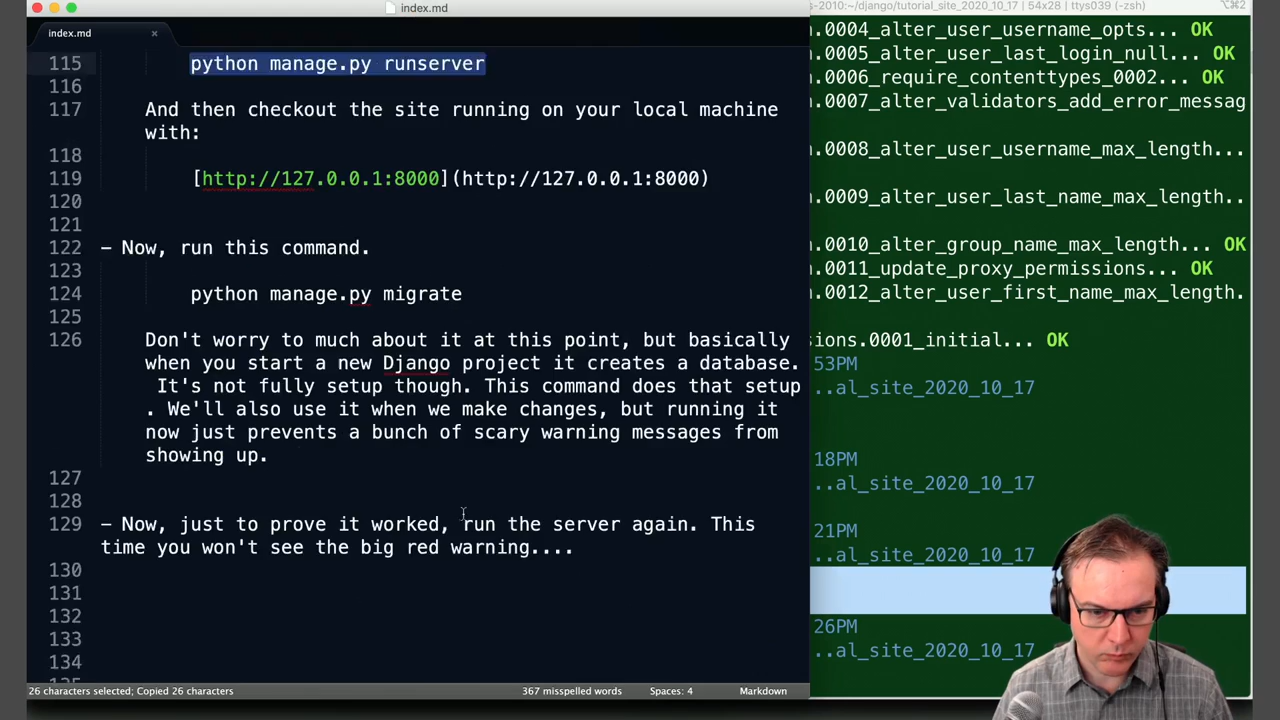 index.md
s-2010:~/django/tutorial_site_2020_10_17 | 54x28 | ttys039 (-zsh)
⌥⌘2
index.md ×
115 python manage.py runserver
116
117 And then checkout the site running on your local machine
with:
118
119 [http://127.0.0.1:8000](http://127.0.0.1:8000)
120
121
122 - Now, run this command.
123
124 python manage.py migrate
125
126 Don't worry to much about it at this point, but basically
when you start a new Django project it creates a database.
It's not fully setup though. This command does that setup
. We'll also use it when we make changes, but running it
now just prevents a bunch of scary warning messages from
showing up.
127
128
129 - Now, just to prove it worked, run the server again. This
time you won't see the big red warning....
130
131
132
133
134
26 characters selected; Copied 26 characters
367 misspelled words
Spaces: 4
Markdown
n.0004_alter_user_username_opts... OK
n.0005_alter_user_last_login_null... OK
n.0006_require_contenttypes_0002... OK
n.0007_alter_validators_add_error_messag
n.0008_alter_user_username_max_length...
n.0009_alter_user_last_name_max_length..
n.0010_alter_group_name_max_length... OK
n.0011_update_proxy_permissions... OK
n.0012_alter_user_first_name_max_length.
ions.0001_initial... OK
53PM
..al_site_2020_10_17
18PM
..al_site_2020_10_17
21PM
..al_site_2020_10_17
26PM
..al_site_2020_10_17